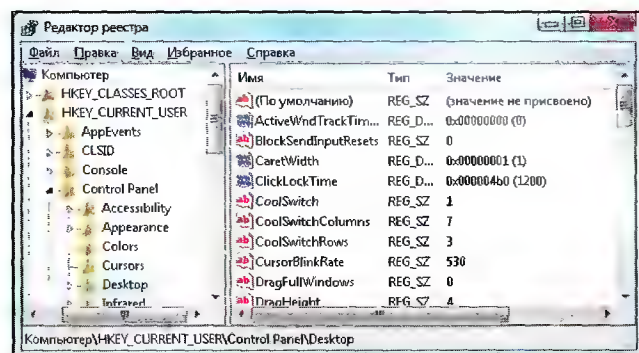 Редактор реестра
Файл Правка Вид Избранное Справка
Компьютер
HKEY_CLASSES_ROOT
HKEY_CURRENT_USER
AppEvents
CLSID
Console
Control Panel
Accessibility
Appearance
Colors
Cursors
Desktop
Infrared
Имя Тип Значение
(По умолчанию) REG_SZ (значение не присвоено)
ActiveWndTrackTim... REG_D... 0x00000000 (0)
BlockSendInputResets REG_SZ 0
CaretWidth REG_D... 0x00000001 (1)
ClickLockTime REG_D... 0x000004b0 (1200)
CoolSwitch REG_SZ 1
CoolSwitchColumns REG_SZ 7
CoolSwitchRows REG_SZ 3
CursorBlinkRate REG_SZ 530
DragFullWindows REG_SZ 0
DragHeight REG_SZ 4
Компьютер\HKEY_CURRENT_USER\Control Panel\Desktop